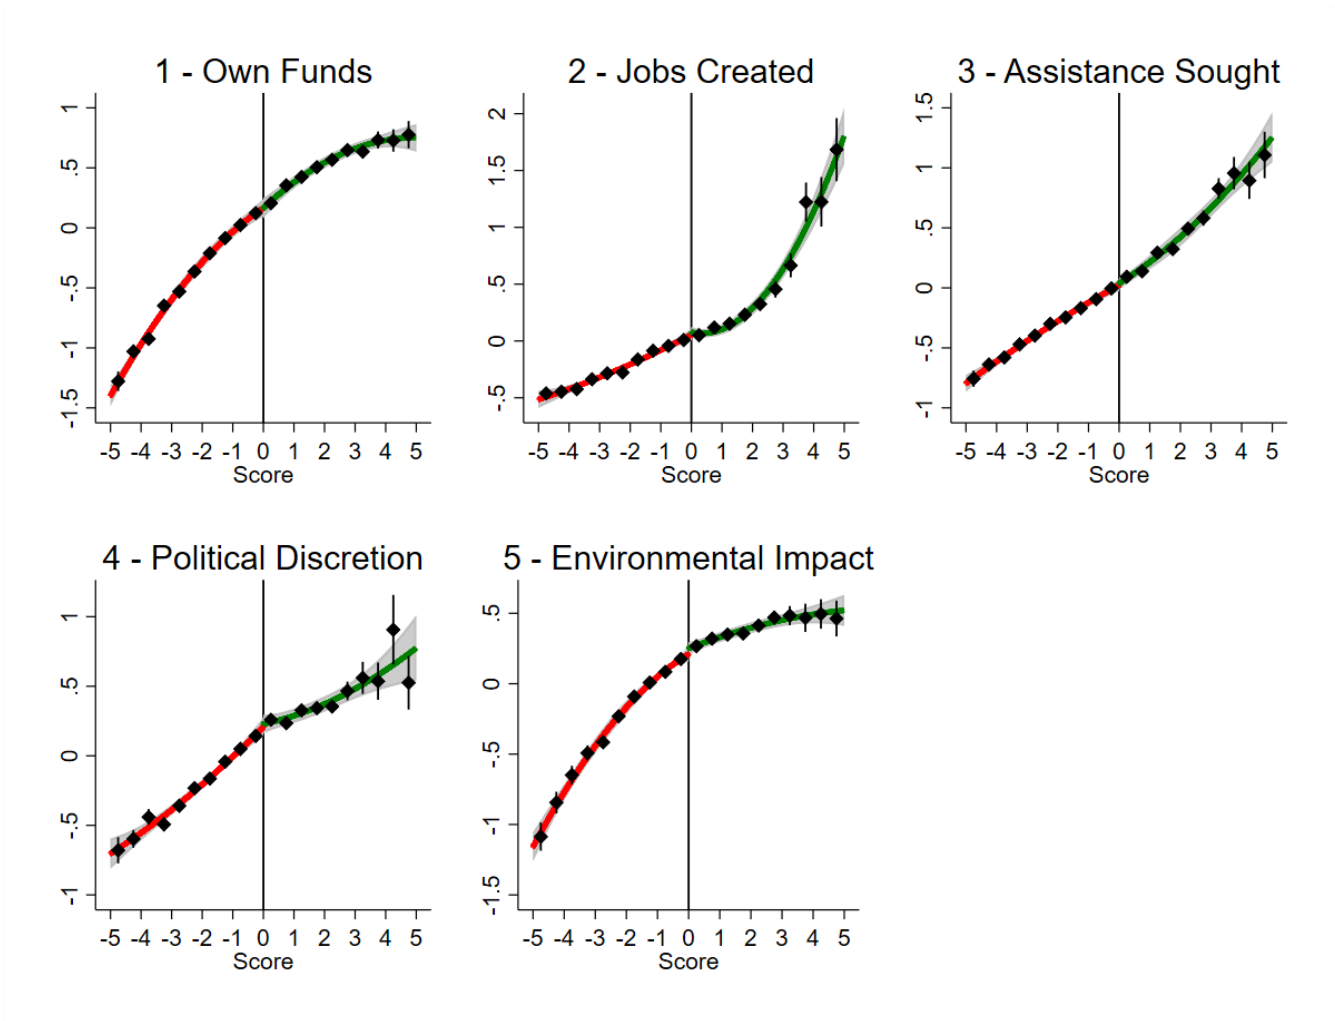 1 - Own Funds
1
.5
0
-.5
-1
-1.5
-5 -4 -3 -2 -1 0 1 2 3 4 5
Score
2 - Jobs Created
2
1.5
1
.5
0
-.5
-5 -4 -3 -2 -1 0 1 2 3 4 5
Score
3 - Assistance Sought
1.5
1
.5
0
-.5
-1
-5 -4 -3 -2 -1 0 1 2 3 4 5
Score
4 - Political Discretion
1
.5
0
-.5
-1
-5 -4 -3 -2 -1 0 1 2 3 4 5
Score
5 - Environmental Impact
.5
0
-.5
-1
-1.5
-5 -4 -3 -2 -1 0 1 2 3 4 5
Score